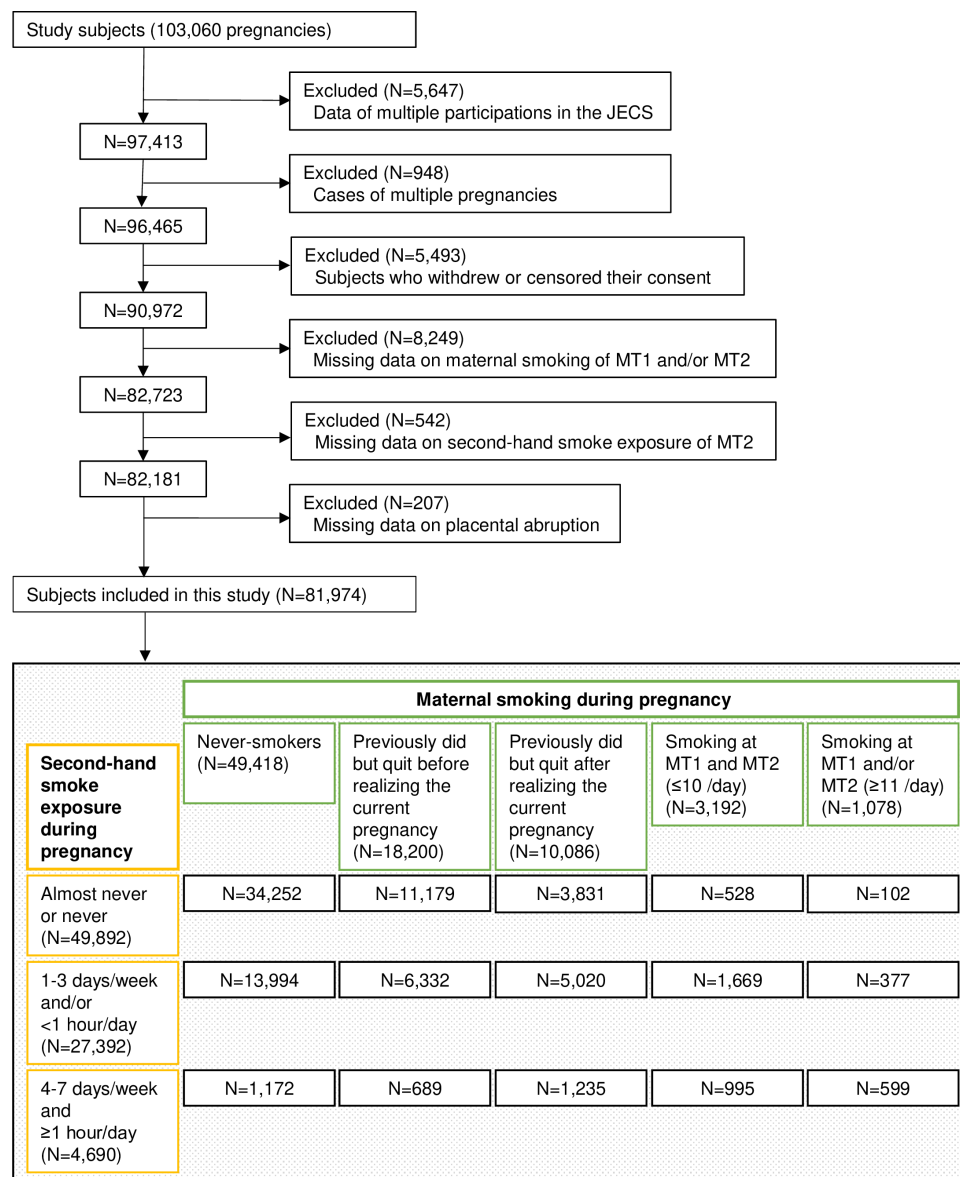 Study subjects (103,060 pregnancies)
Excluded (N=5,647)
Data of multiple participations in the JECS
N=97,413
Excluded (N=948)
Cases of multiple pregnancies
N=96,465
Excluded (N=5,493)
Subjects who withdrew or censored their consent
N=90,972
Excluded (N=8,249)
Missing data on maternal smoking of MT1 and/or MT2
N=82,723
Excluded (N=542)
Missing data on second-hand smoke exposure of MT2
N=82,181
Excluded (N=207)
Missing data on placental abruption
Subjects included in this study (N=81,974)
Maternal smoking during pregnancy
Never-smokers
(N=49,418)
Previously did
but quit before
realizing the
current
pregnancy
(N=18,200)
Previously did
but quit after
realizing the
current
pregnancy
(N=10,086)
Smoking at
MT1 and MT2
(≤10 /day)
(N=3,192)
Smoking at
MT1 and/or
MT2 (≥11 /day)
(N=1,078)
Second-hand
smoke
exposure
during
pregnancy
Almost never
or never
(N=49,892)
N=34,252
N=11,179
N=3,831
N=528
N=102
1-3 days/week
and/or
<1 hour/day
(N=27,392)
N=13,994
N=6,332
N=5,020
N=1,669
N=377
4-7 days/week
and
≥1 hour/day
(N=4,690)
N=1,172
N=689
N=1,235
N=995
N=599